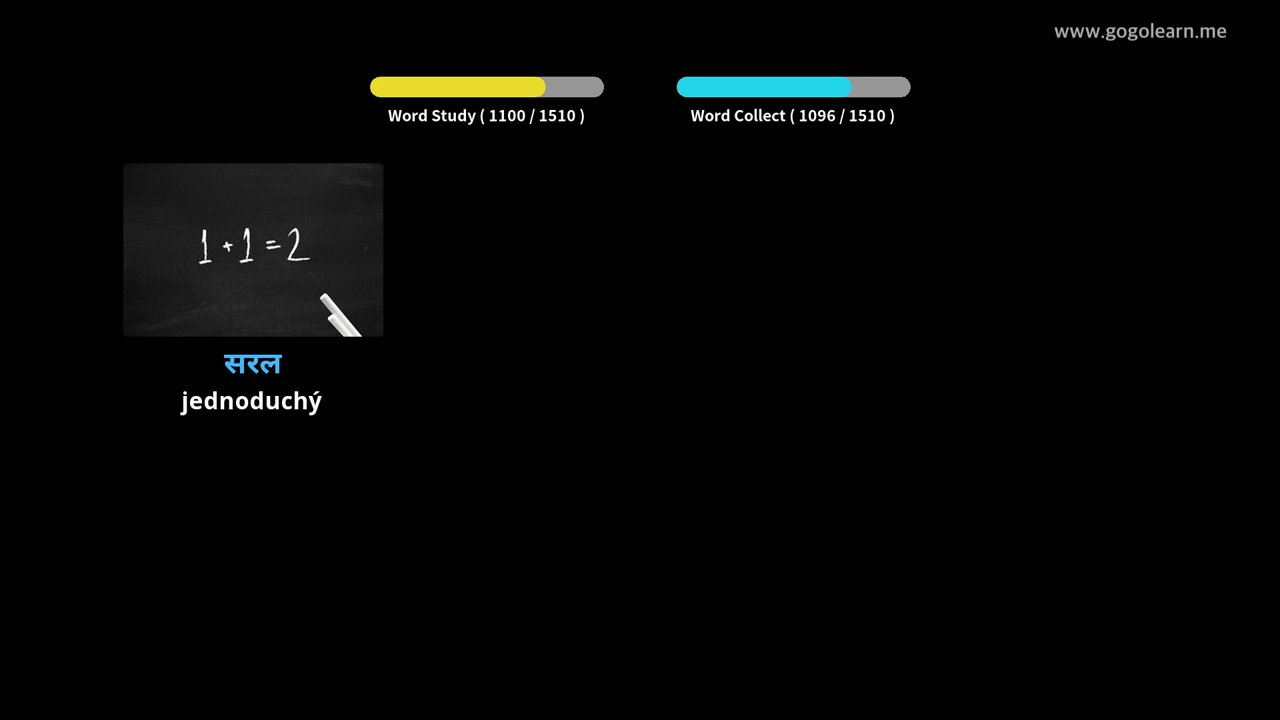 www.gogolearn.me
Word Study ( 1100 / 1510 )
Word Collect ( 1096 / 1510 )
1 + 1 = 2
सरल
jednoduchý